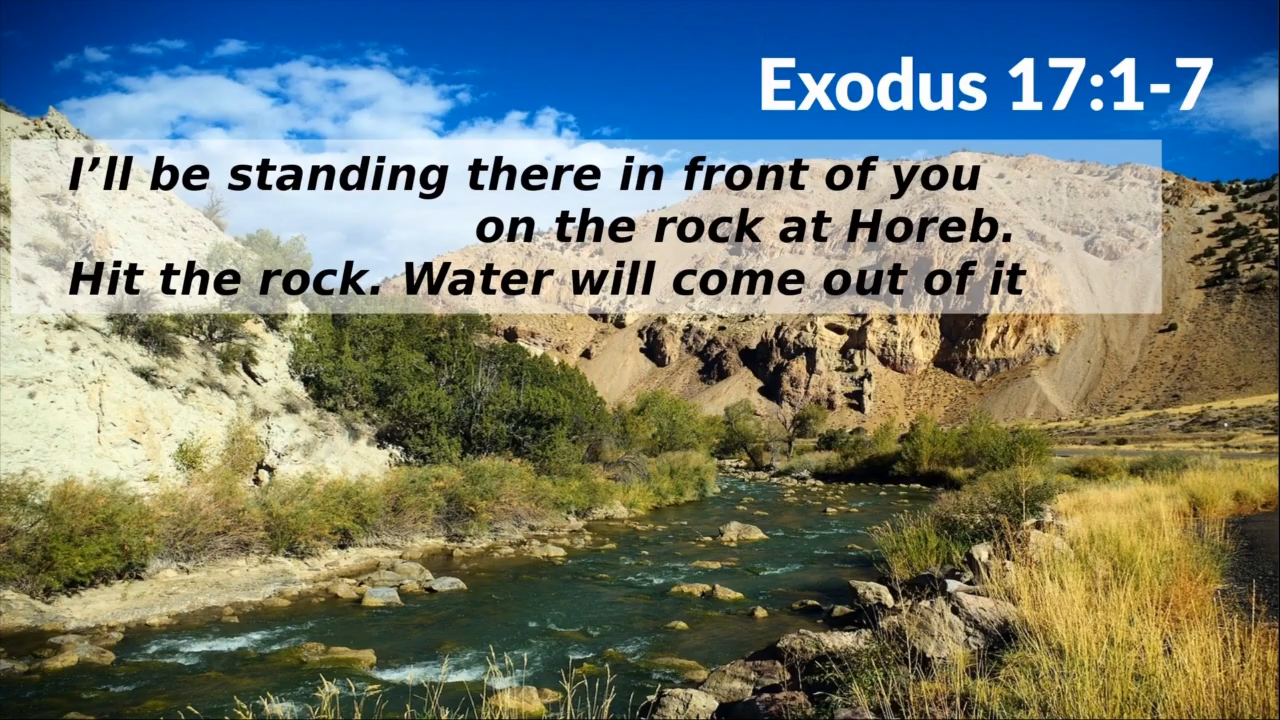 Exodus 17:1-7
I’ll be standing there in front of you
on the rock at Horeb.
Hit the rock. Water will come out of it